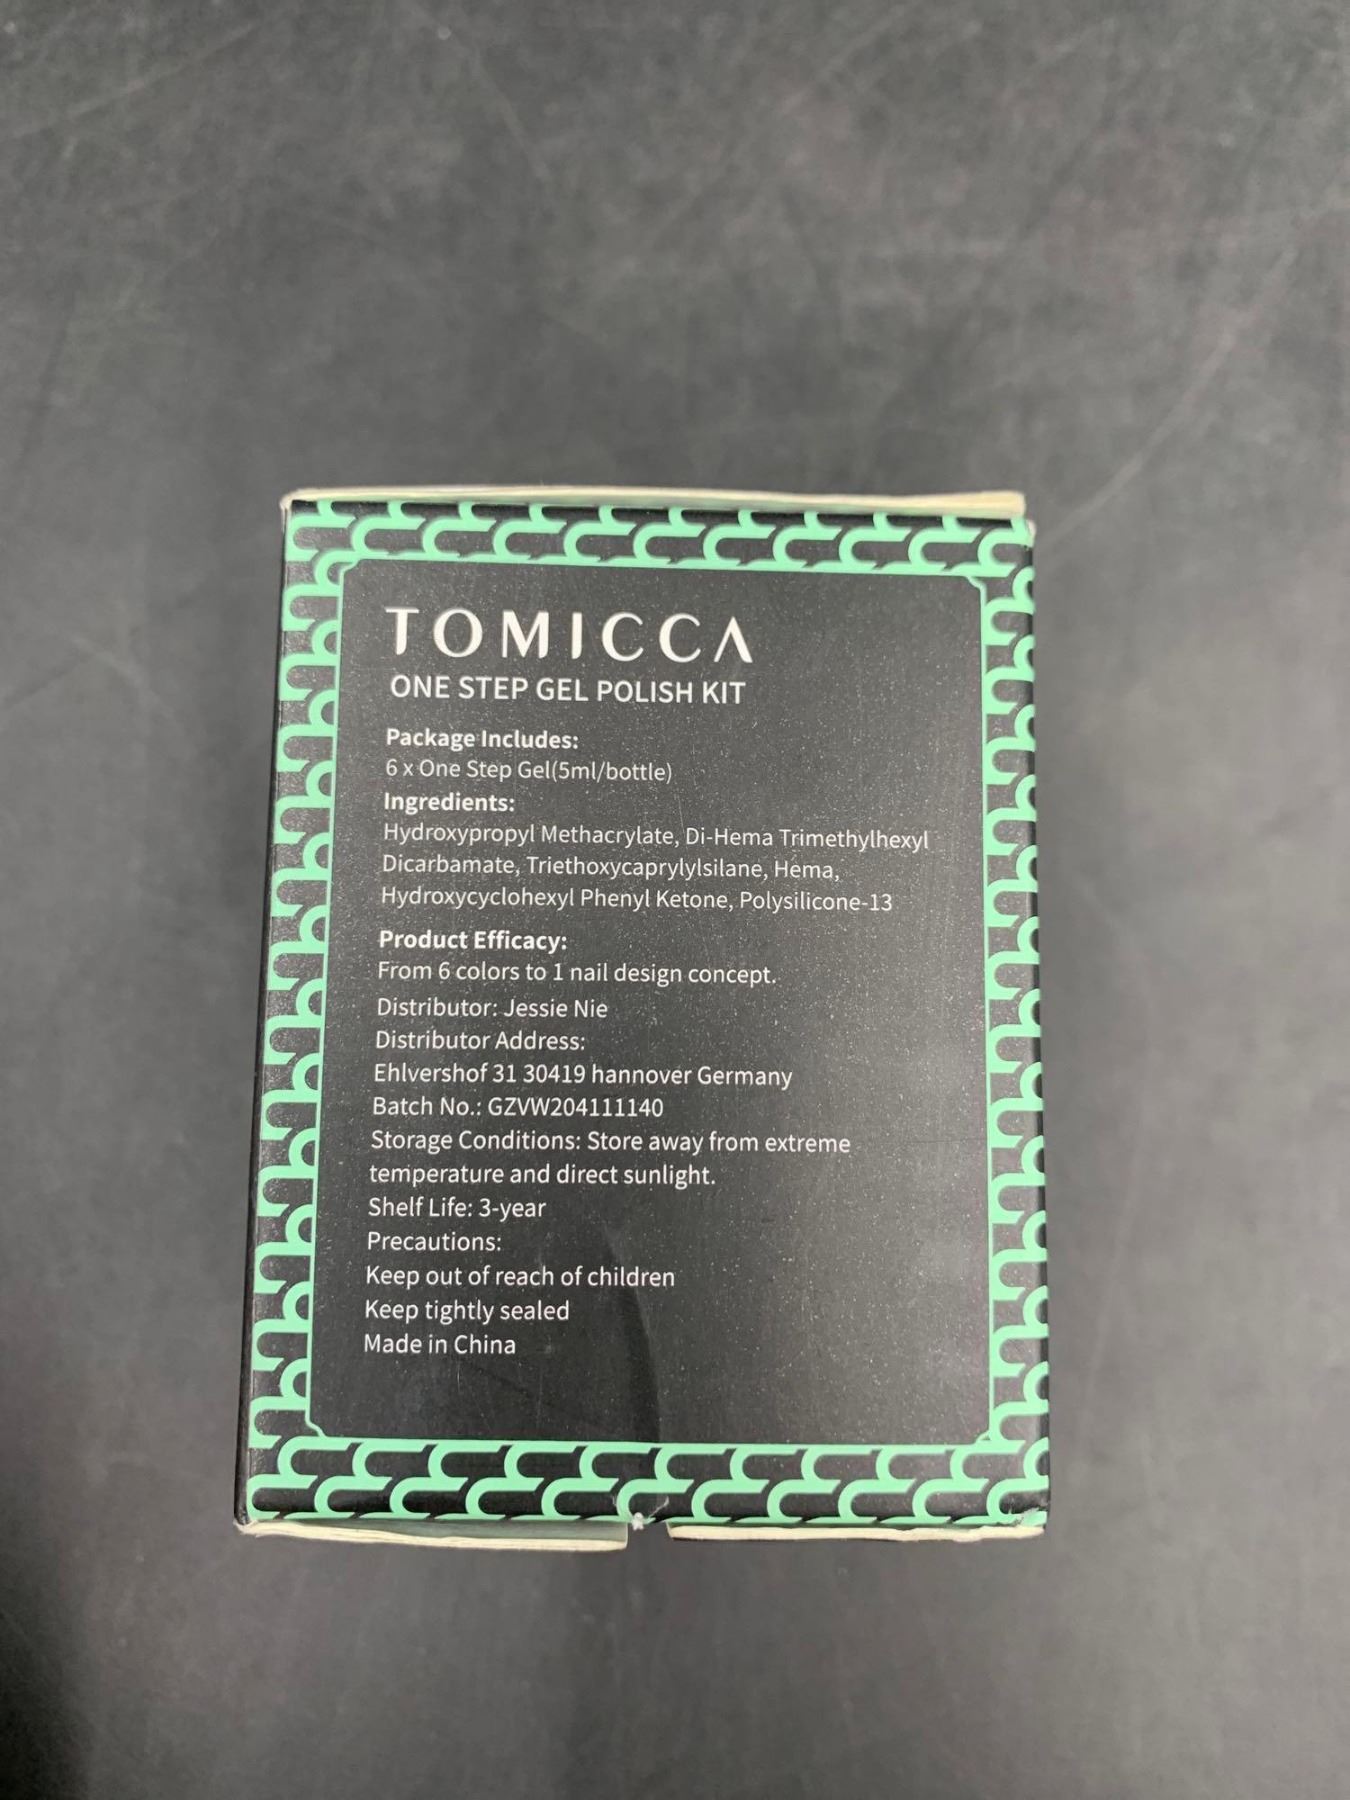 TOMICCA
ONE STEP GEL POLISH KIT
Package Includes:
6 x One Step Gel(5ml/bottle)
Ingredients:
Hydroxypropyl Methacrylate, Di-Hema Trimethylhexyl
Dicarbamate, Triethoxycaprylylsilane, Hema,
Hydroxycyclohexyl Phenyl Ketone, Polysilicone-13
Product Efficacy:
From 6 colors to 1 nail design concept.
Distributor: Jessie Nie
Distributor Address:
Ehlvershof 31 30419 hannover Germany
Batch No.: GZVW204111140
Storage Conditions: Store away from extreme
temperature and direct sunlight.
Shelf Life: 3-year
Precautions:
Keep out of reach of children
Keep tightly sealed
Made in China